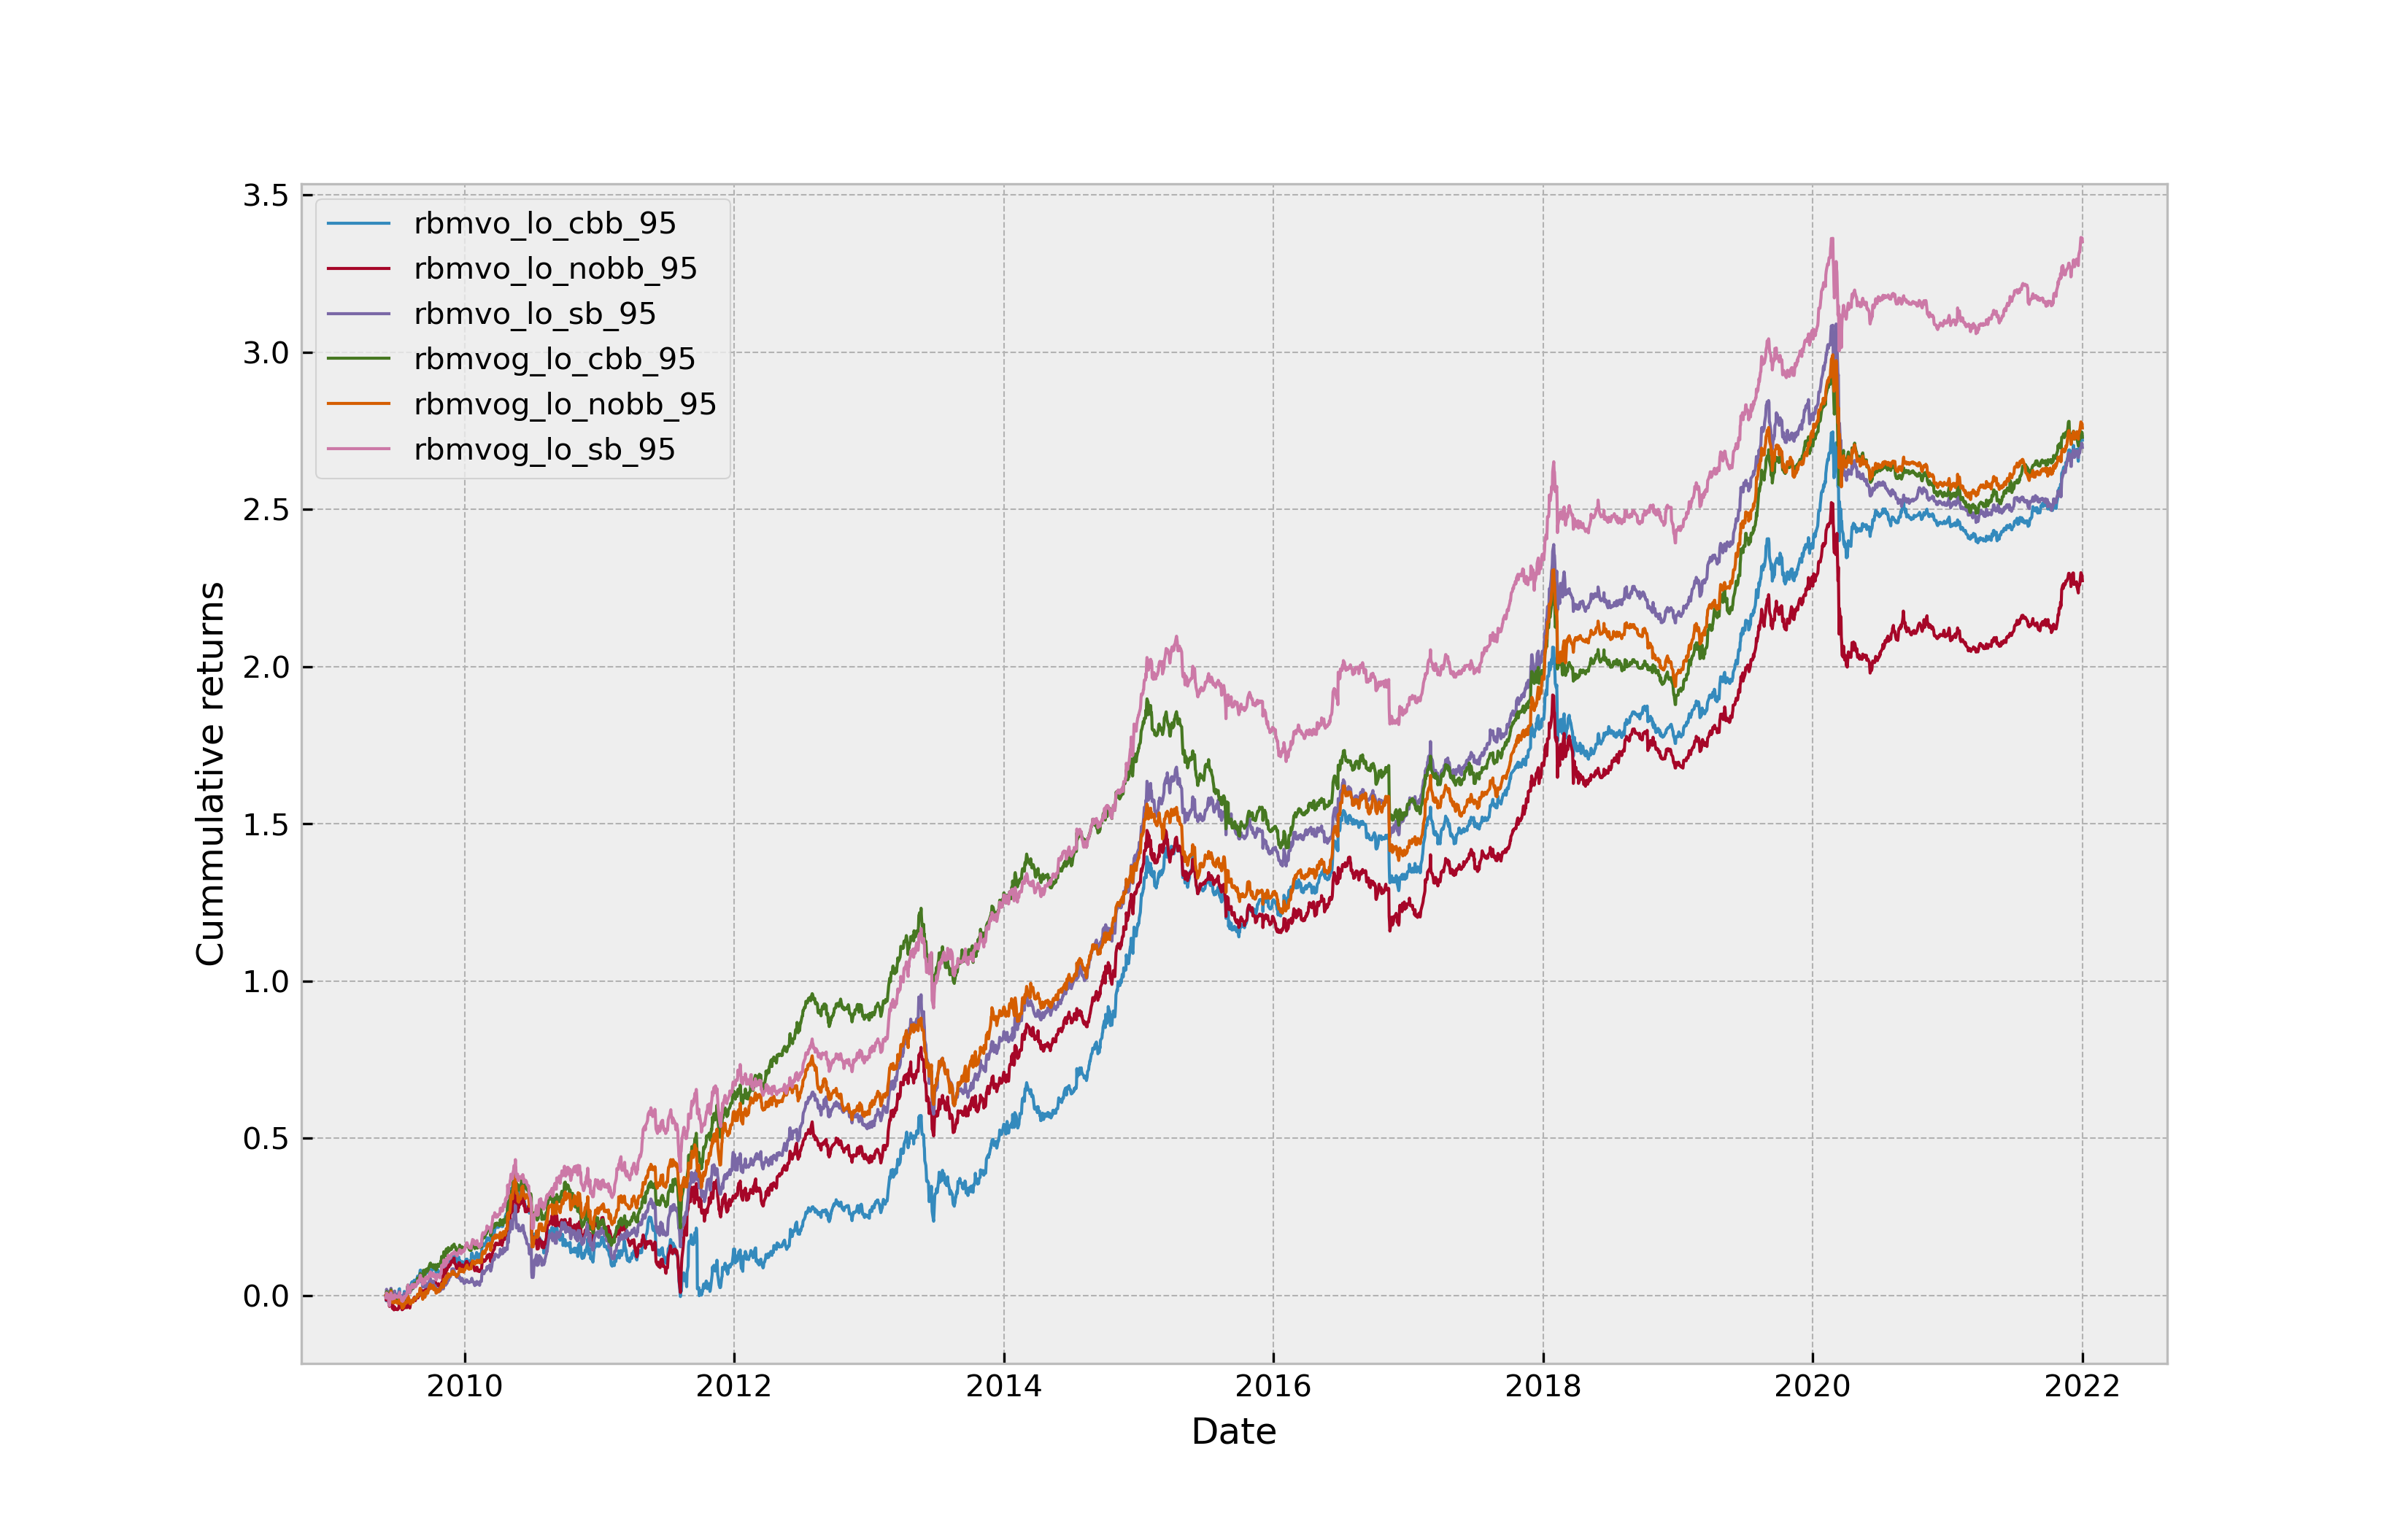 3.5
3.0
2.5
2.0
1.5
1.0
0.5
0.0
Cummulative returns
rbmvo_lo_cbb_95
rbmvo_lo_nobb_95
rbmvo_lo_sb_95
rbmvog_lo_cbb_95
rbmvog_lo_nobb_95
rbmvog_lo_sb_95
2010 2012 2014 2016 2018 2020 2022
Date